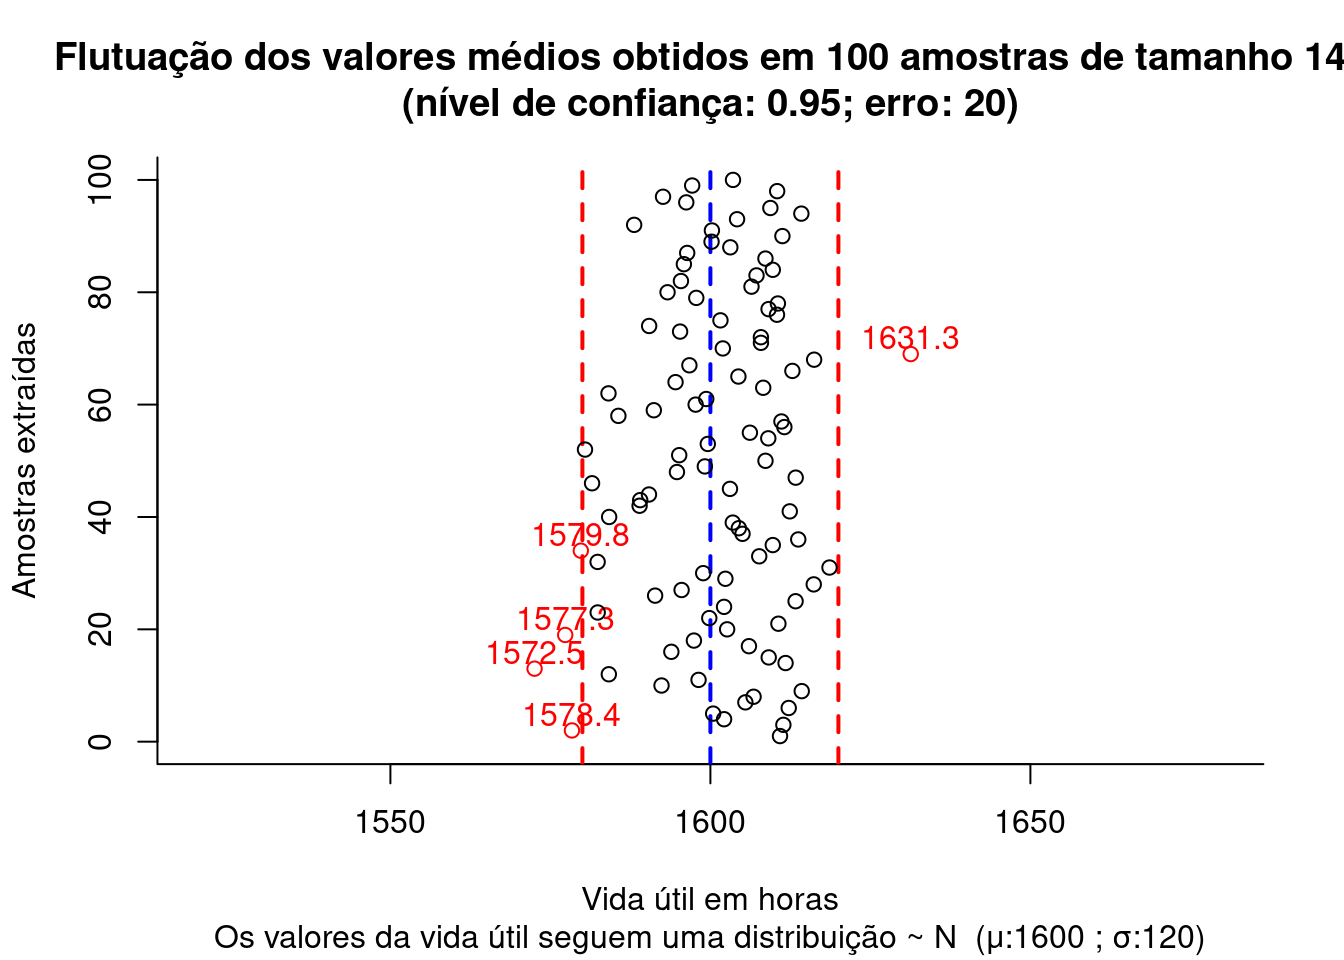 Flutuação dos valores médios obtidos em 100 amostras de tamanho 14
(nível de confiança: 0.95; erro: 20)
Amostras extraídas
100
80
60
40
20
0
1631.3
1579.8
1577.3
1572.5
1578.4
1550 1600 1650
Vida útil em horas
Os valores da vida útil seguem uma distribuição ~ N (μ:1600 ; σ:120)